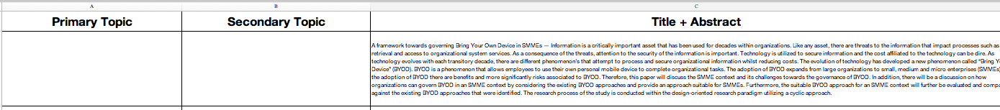 A B C
Primary Topic Secondary Topic Title + Abstract
A framework towards governing Bring Your Own Device in SMMEs — Information is a critically important asset that has been used for decades within organizations. Like any asset, there are threats to the information that impact processes such as
retrieval and access to organizational system services. As a consequence of the threats, attention to the security of the information is important. Technology is utilized to secure information and the cost affiliated to the technology can be dire. As
technology evolves with each transitory decade, there are different phenomenon's that attempt to process and secure organizational information whilst reducing costs. The evolution of technology has developed a new phenomenon called "Bring Y
Device" (BYOD). BYOD is a phenomenon that allows employees to use their own personal mobile device to complete organizational tasks. The adoption of BYOD expands from large organizations to small, medium and micro enterprises (SMMEs)
the adoption of BYOD there are benefits and more significantly risks associated to BYOD. Therefore, this paper will discuss the SMME context and its challenges towards the governance of BYOD. In addition, there will be a discussion on how
organizations can govern BYOD in an SMME context by considering the existing BYOD approaches and provide an approach suitable for SMMEs. Furthermore, the suitable BYOD approach for an SMME context will further be evaluated and compa
against the existing BYOD approaches that were identified. The research process of the study is conducted within the design-oriented research paradigm utilizing a cyclic approach.